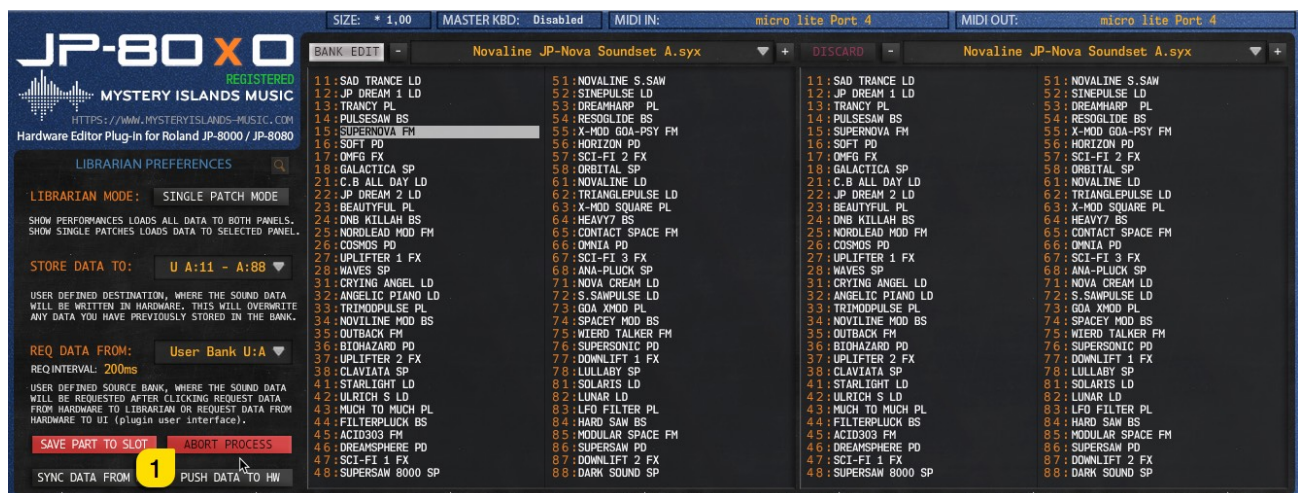 SIZE: * 1,00 MASTER KBD: Disabled MIDI IN: micro lite Port 4 MIDI OUT: micro lite Port 4
JP-80XO
REGISTERED
MYSTERY ISLANDS MUSIC
HTTPS://WWW.MYSTERYISLANDS-MUSIC.COM
Hardware Editor Plug-in for Roland JP-8000 / JP-8080
LIBRARIAN PREFERENCES
LIBRARIAN MODE: SINGLE PATCH MODE
SHOW PERFORMANCES LOADS ALL DATA TO BOTH PANELS.
SHOW SINGLE PATCHES LOADS DATA TO SELECTED PANEL.
STORE DATA TO: U A:11 - A:88
USER DEFINED DESTINATION, WHERE THE SOUND DATA
WILL BE WRITTEN IN HARDWARE. THIS WILL OVERWRITE
ANY DATA YOU HAVE PREVIOUSLY STORED IN THE BANK.
REQ DATA FROM: User Bank U:A
REQ INTERVAL: 200ms
USER DEFINED SOURCE BANK, WHERE THE SOUND DATA
WILL BE REQUESTED AFTER CLICKING REQUEST DATA
FROM HARDWARE TO LIBRARIAN OR REQUEST DATA FROM
HARDWARE TO UI (plugin user interface).
SAVE PART TO SLOT ABORT PROCESS
1
SYNC DATA FROM PUSH DATA TO HW
BANK EDIT - Novaline JP-Nova Soundset A.syx +
11:SAD TRANCE LD
12:JP DREAM 1 LD
13:TRANCY PL
14:PULSESAW BS
15:SUPERNOVA FM
16:SOFT PD
17:OMFG FX
18:GALACTICA SP
21:C.B ALL DAY LD
22:JP DREAM 2 LD
23:BEAUTYFUL PL
24:DNB KILLAH BS
25:NORDLEAD MOD FM
26:COSMOS PD
27:UPLIFTER 1 FX
28:WAVES SP
31:CRYING ANGEL LD
32:ANGELIC PIANO LD
33:TRIMODPULSE PL
34:NOVILINE MOD BS
35:OUTBACK FM
36:BIOHAZARD PD
37:UPLIFTER 2 FX
38:CLAVIATA SP
41:STARLIGHT LD
42:ULRICH S LD
43:MUCH TO MUCH PL
44:FILTERPLUCK BS
45:ACID303 FM
46:DREAMSPHERE PD
47:SCI-FI 1 FX
48:SUPERSAW 8000 SP
51:NOVALINE S.SAW
52:SINEPULSE LD
53:DREAMHARP PL
54:RESOGLIDE BS
55:X-MOD GOA-PSY FM
56:HORIZON PD
57:SCI-FI 2 FX
58:ORBITAL SP
61:NOVALINE LD
62:TRIANGLEPULSE LD
63:X-MOD SQUARE PL
64:HEAVY7 BS
65:CONTACT SPACE FM
66:OMNIA PD
67:SCI-FI 3 FX
68:ANA-PLUCK SP
71:NOVA CREAM LD
72:S.SAWPULSE LD
73:GOA XMOD PL
74:SPACEY MOD BS
75:WIERD TALKER FM
76:SUPERSONIC PD
77:DOWNLIFT 1 FX
78:LULLABY SP
81:SOLARIS LD
82:LUNAR LD
83:LFO FILTER PL
84:HARD SAW BS
85:MODULAR SPACE FM
86:SUPERSAW PD
87:DOWNLIFT 2 FX
88:DARK SOUND SP
DISCARD - Novaline JP-Nova Soundset A.syx +
11:SAD TRANCE LD
12:JP DREAM 1 LD
13:TRANCY PL
14:PULSESAW BS
15:SUPERNOVA FM
16:SOFT PD
17:OMFG FX
18:GALACTICA SP
21:C.B ALL DAY LD
22:JP DREAM 2 LD
23:BEAUTYFUL PL
24:DNB KILLAH BS
25:NORDLEAD MOD FM
26:COSMOS PD
27:UPLIFTER 1 FX
28:WAVES SP
31:CRYING ANGEL LD
32:ANGELIC PIANO LD
33:TRIMODPULSE PL
34:NOVILINE MOD BS
35:OUTBACK FM
36:BIOHAZARD PD
37:UPLIFTER 2 FX
38:CLAVIATA SP
41:STARLIGHT LD
42:ULRICH S LD
43:MUCH TO MUCH PL
44:FILTERPLUCK BS
45:ACID303 FM
46:DREAMSPHERE PD
47:SCI-FI 1 FX
48:SUPERSAW 8000 SP
51:NOVALINE S.SAW
52:SINEPULSE LD
53:DREAMHARP PL
54:RESOGLIDE BS
55:X-MOD GOA-PSY FM
56:HORIZON PD
57:SCI-FI 2 FX
58:ORBITAL SP
61:NOVALINE LD
62:TRIANGLEPULSE LD
63:X-MOD SQUARE PL
64:HEAVY7 BS
65:CONTACT SPACE FM
66:OMNIA PD
67:SCI-FI 3 FX
68:ANA-PLUCK SP
71:NOVA CREAM LD
72:S.SAWPULSE LD
73:GOA XMOD PL
74:SPACEY MOD BS
75:WIERD TALKER FM
76:SUPERSONIC PD
77:DOWNLIFT 1 FX
78:LULLABY SP
81:SOLARIS LD
82:LUNAR LD
83:LFO FILTER PL
84:HARD SAW BS
85:MODULAR SPACE FM
86:SUPERSAW PD
87:DOWNLIFT 2 FX
88:DARK SOUND SP